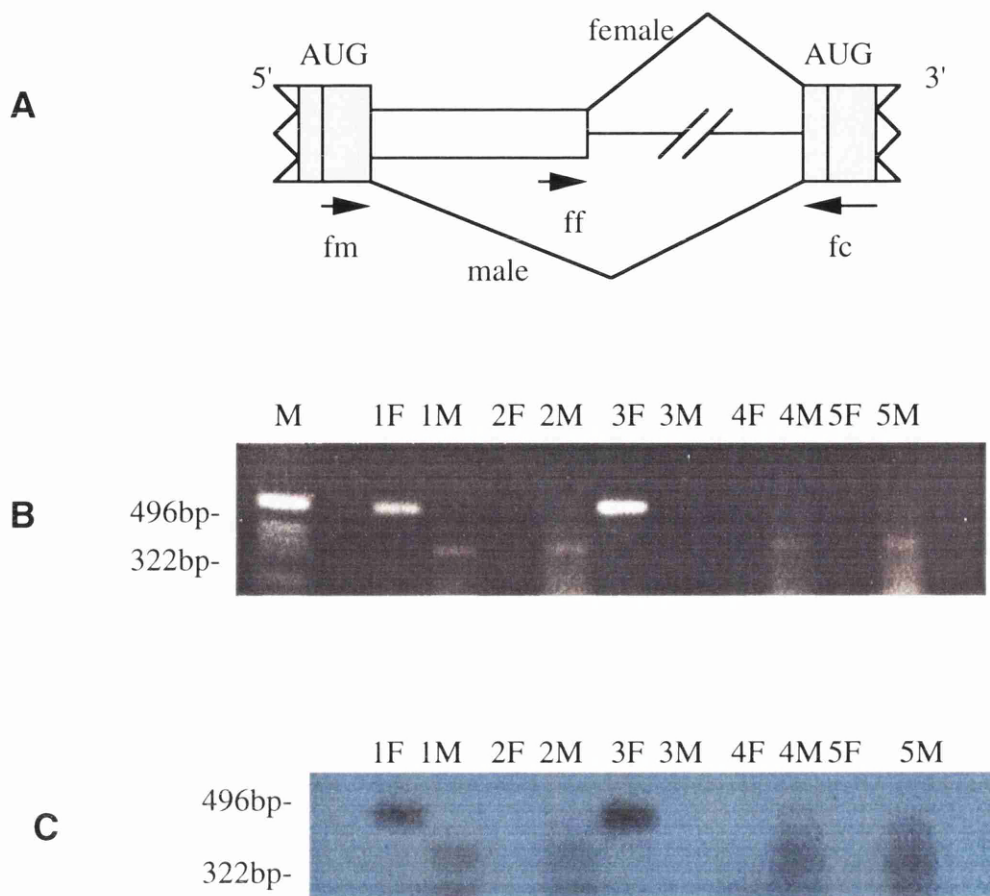 A
female
AUG AUG
5' 3'
ff
fm fc
male
M 1F 1M 2F 2M 3F 3M 4F 4M 5F 5M
B
496bp-
322bp-
1F 1M 2F 2M 3F 3M 4F 4M 5F 5M
496bp-
C
322bp-